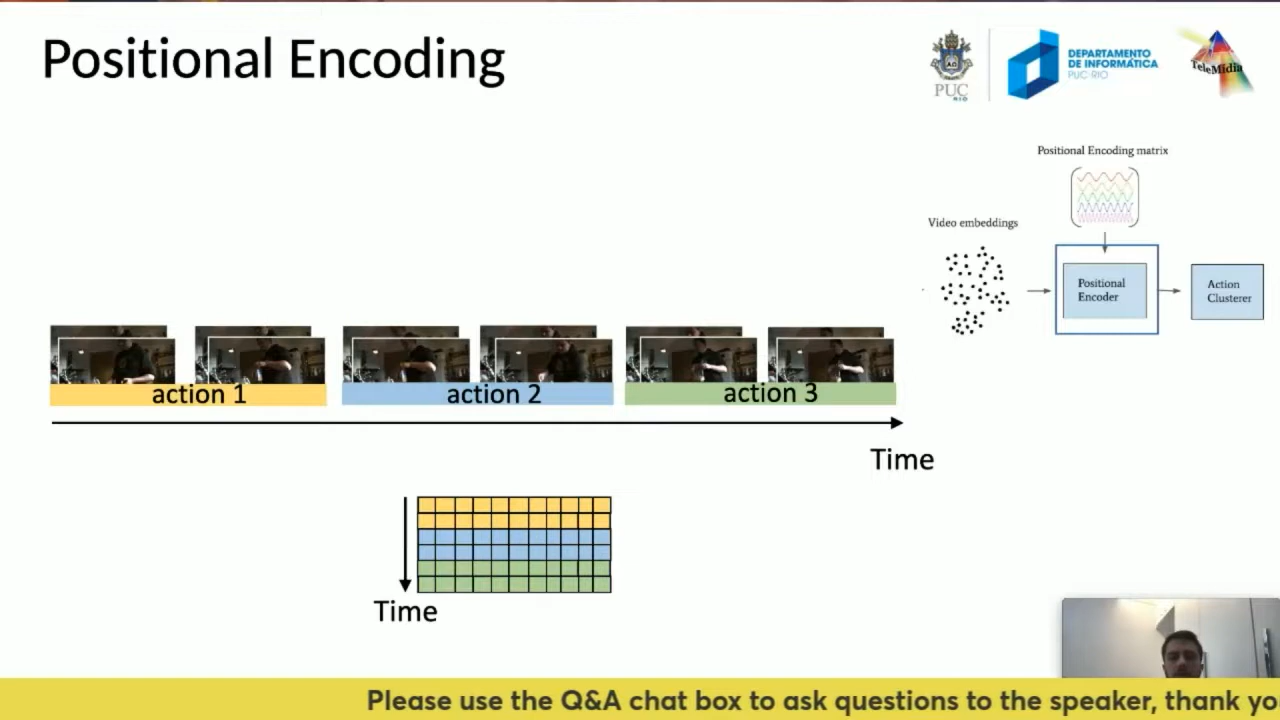 Positional Encoding
PUC
RIO
DEPARTAMENTO
DE INFORMÁTICA
PUC-RIO
TeleMídia
Positional Encoding matrix
Video embeddings
Positional
Encoder
Action
Clusterer
action 1
action 2
action 3
Time
Time
Please use the Q&A chat box to ask questions to the speaker, thank yo